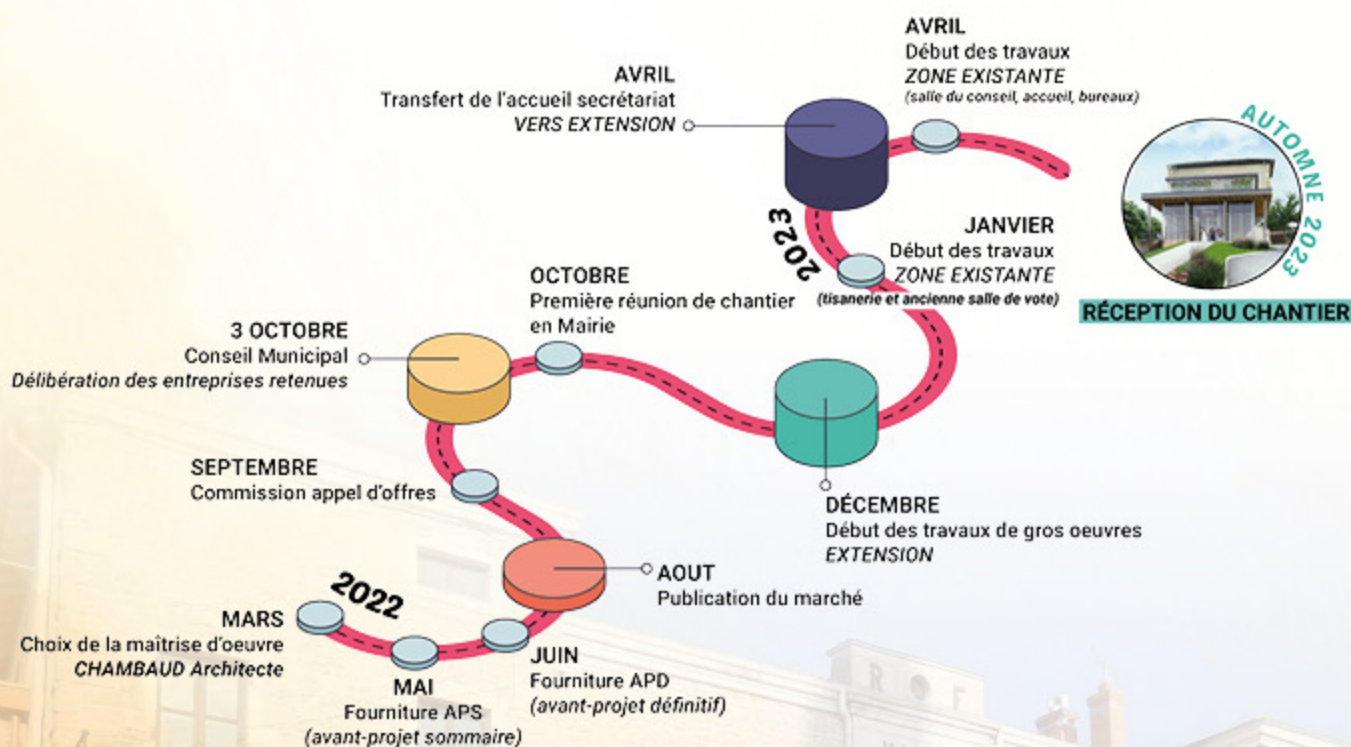 2022
MARS
Choix de la maîtrise d'oeuvre
CHAMBAUD Architecte
MAI
Fourniture APS
(avant-projet sommaire)
JUIN
Fourniture APD
(avant-projet définitif)
AOUT
Publication du marché
SEPTEMBRE
Commission appel d'offres
3 OCTOBRE
Conseil Municipal
Délibération des entreprises retenues
OCTOBRE
Première réunion de chantier
en Mairie
DÉCEMBRE
Début des travaux de gros oeuvres
EXTENSION
2023
JANVIER
Début des travaux
ZONE EXISTANTE
(tisanerie et ancienne salle de vote)
AVRIL
Transfert de l'accueil secrétariat
VERS EXTENSION
AVRIL
Début des travaux
ZONE EXISTANTE
(salle du conseil, accueil, bureaux)
AUTOMNE 2023
RÉCEPTION DU CHANTIER
R F